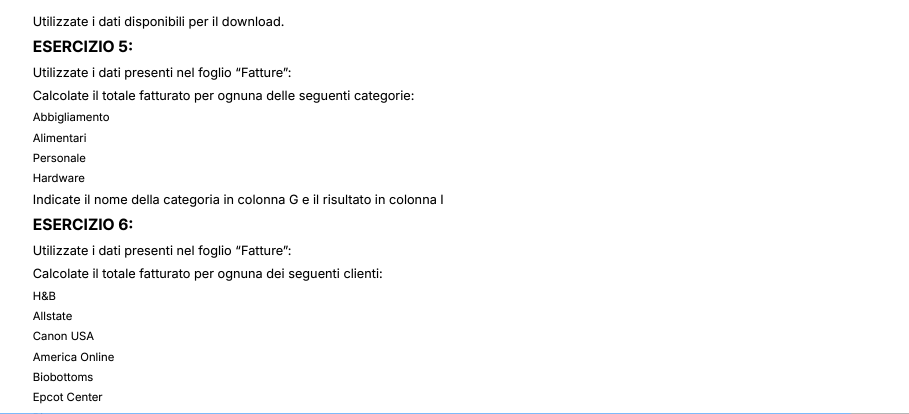 Utilizzate i dati disponibili per il download.
ESERCIZIO 5:
Utilizzate i dati presenti nel foglio “Fatture”:
Calcolate il totale fatturato per ognuna delle seguenti categorie:
Abbigliamento
Alimentari
Personale
Hardware
Indicate il nome della categoria in colonna G e il risultato in colonna I
ESERCIZIO 6:
Utilizzate i dati presenti nel foglio “Fatture”:
Calcolate il totale fatturato per ognuna dei seguenti clienti:
H&B
Allstate
Canon USA
America Online
Biobottoms
Epcot Center